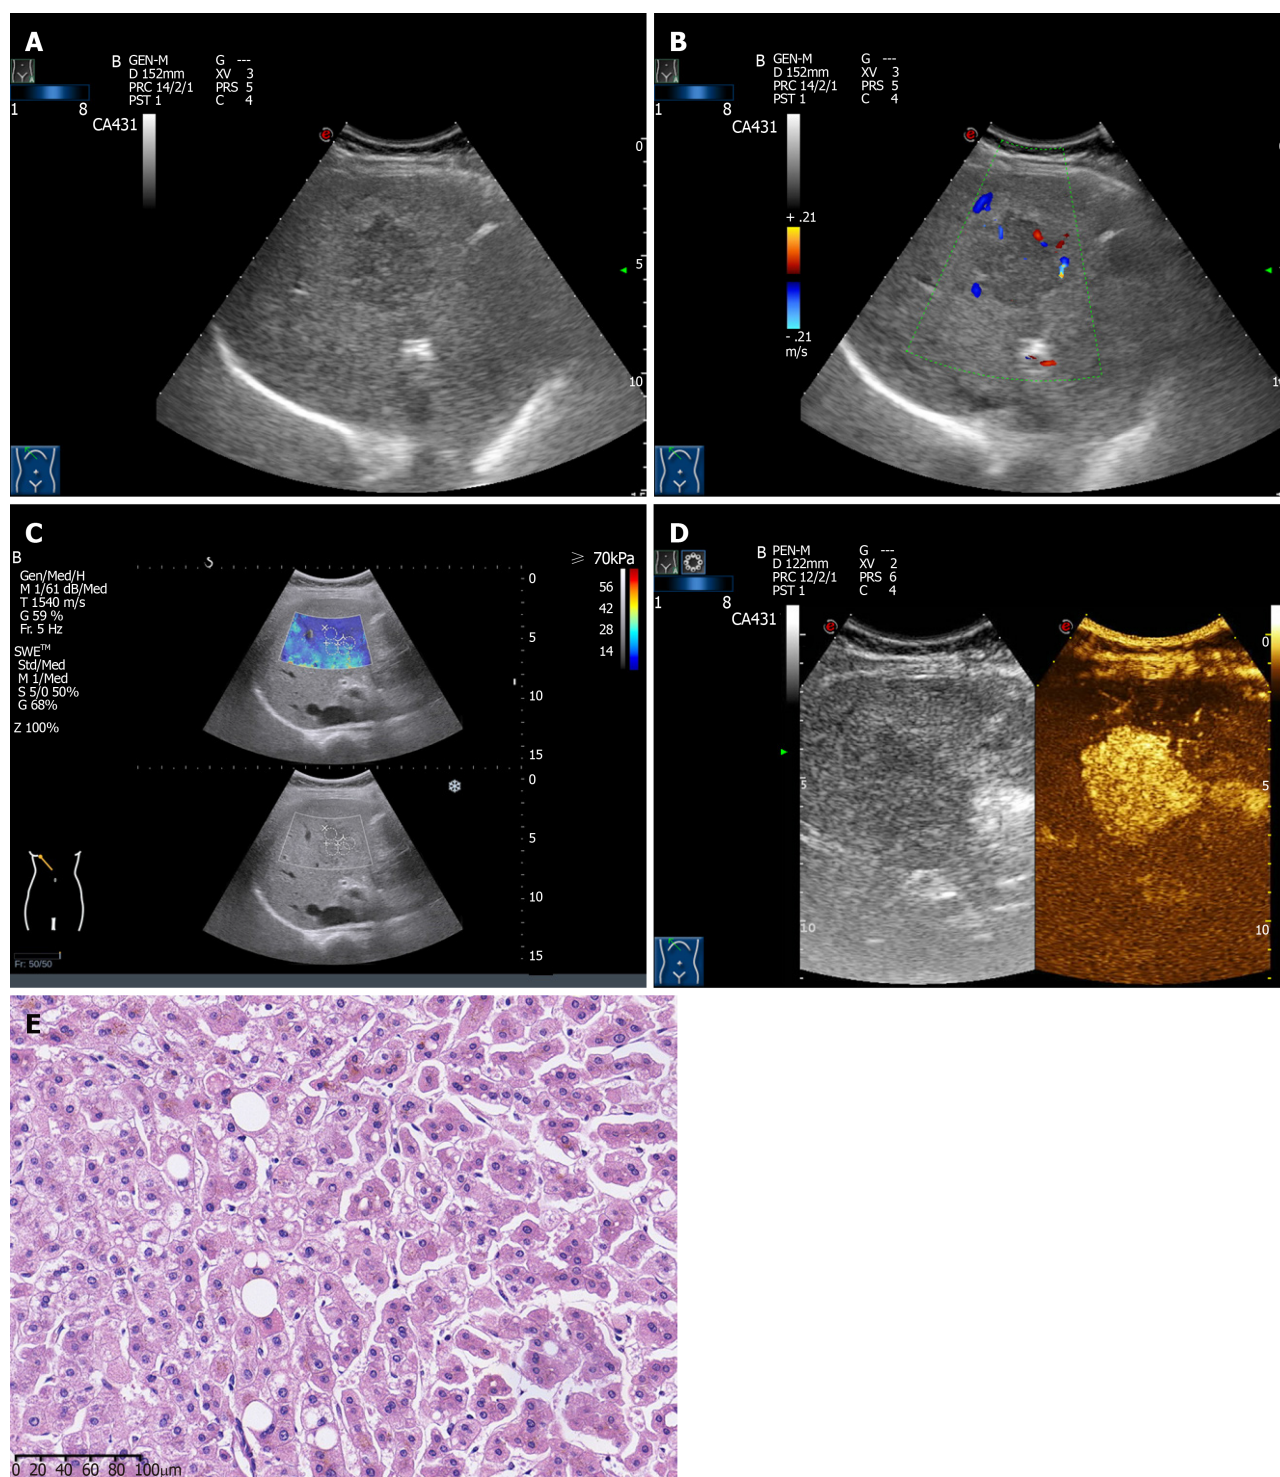 A
B GEN-M G ---
D 152mm XV 3
PRC 14/2/1 PRS 5
PST 1 C 4
1 8
CA431
0
5
10
B
B GEN-M G ---
D 152mm XV 3
PRC 14/2/1 PRS 5
PST 1 C 4
1 8
CA431
+ .21
- .21
m/s
C
B
Gen/Med/H
M 1/61 dB/Med
T 1540 m/s
G 59 %
Fr. 5 Hz
SWE™
Std/Med
M 1/Med
S 5/0 50%
G 68%
Z 100%
≥ 70kPa
56
42
28
14
0
5
10
15
0
5
10
15
Fr: 50/50
D
B PEN-M G ---
D 122mm XV 2
PRC 12/2/1 PRS 6
PST 1 C 4
1 8
CA431
0
5
5
10
10
E
0 20 40 60 80 100μm